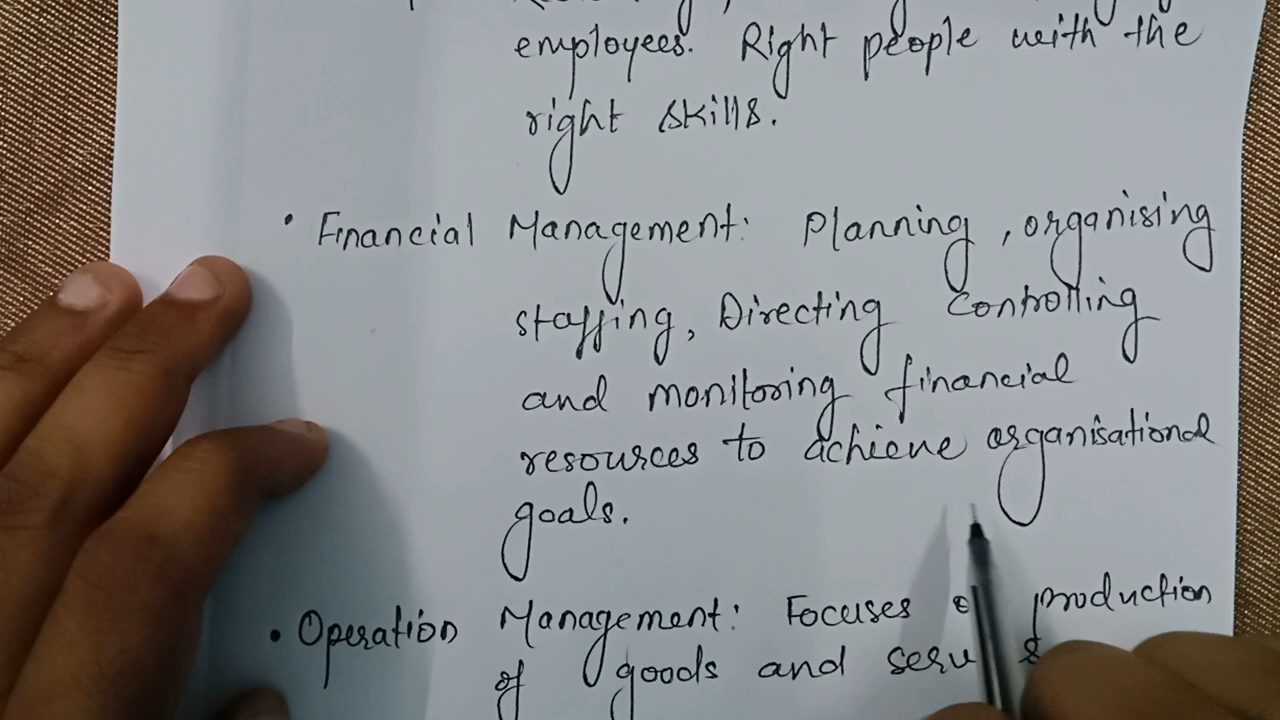 employees. Right people with the
right skills.
• Financial Management: Planning, organising
staffing, Directing Controlling
and monitoring financial
resources to achieve organisational
goals.
• Operation Management: Focuses production
of goods and